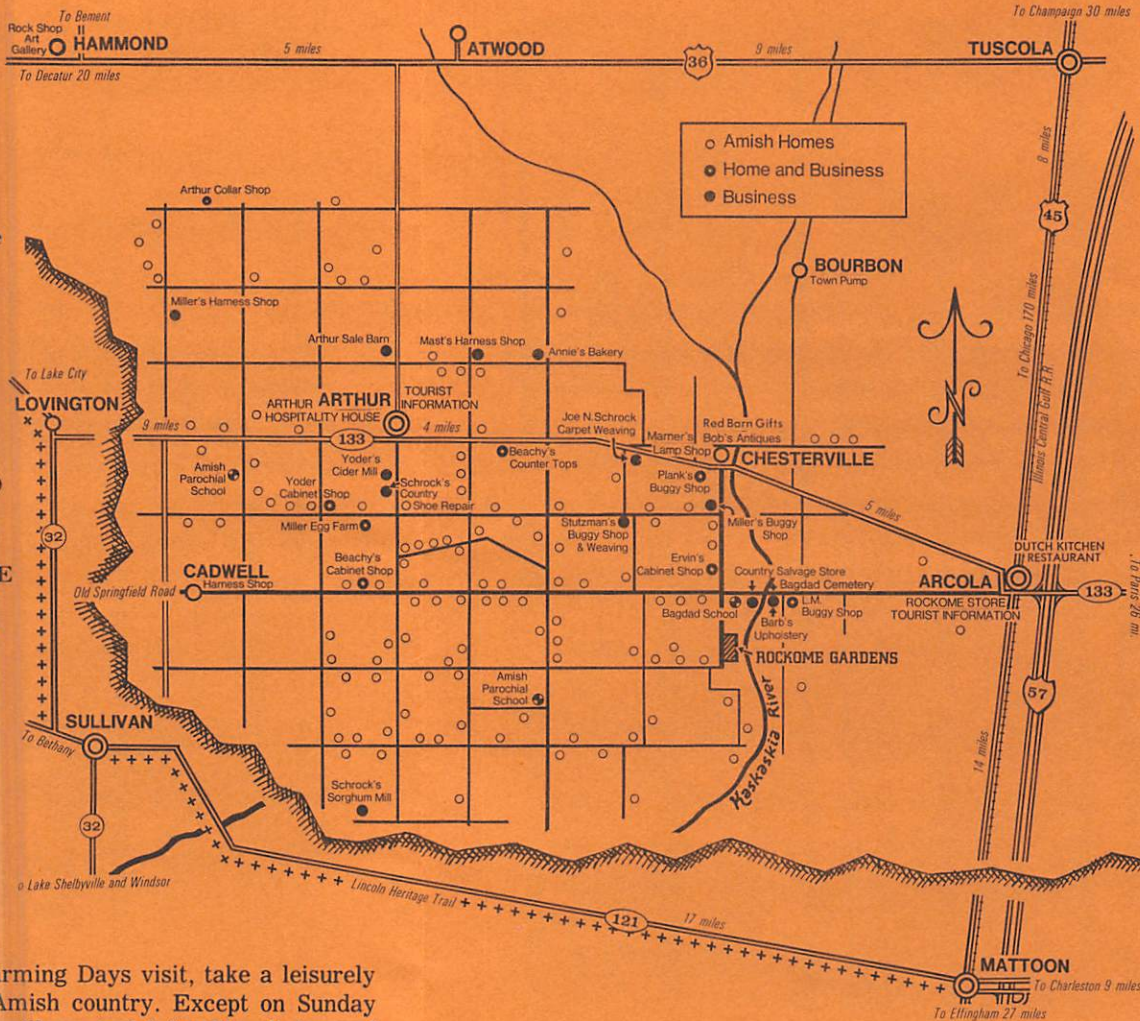 To Bement
Rock Shop
Art
Gallery
HAMMOND
5 miles
ATWOOD
36
9 miles
TUSCOLA
To Champaign 30 miles
To Decatur 20 miles
Amish Homes
Home and Business
Business
8 miles
45
Arthur Collar Shop
BOURBON
Town Pump
Miller's Harness Shop
To Chicago 170 miles
Illinois Central Gulf R.R.
Arthur Sale Barn
Mast's Harness Shop
Annie's Bakery
To Lake City
LOVINGTON
ARTHUR
HOSPITALITY HOUSE
ARTHUR
TOURIST
INFORMATION
N
9 miles
133
4 miles
Joe N.Schrock
Carpet Weaving
Red Barn Gifts
Bob's Antiques
Marner's
Lamp Shop
CHESTERVILLE
Amish
Parochial
School
Yoder's
Cider Mill
Beachy's
Counter Tops
Plank's
Buggy Shop
Yoder
Cabinet Shop
Schrock's
Country
Shoe Repair
5 miles
Miller Egg Farm
Stutzman's
Buggy Shop
& Weaving
Miller's Buggy
Shop
32
E
CADWELL
Harness Shop
Beachy's
Cabinet Shop
Ervin's
Cabinet Shop
Country Salvage Store
Bagdad Cemetery
DUTCH KITCHEN
RESTAURANT
ARCOLA
133
Old Springfield Road
Bagdad School
L.M.
Buggy Shop
ROCKOME STORE
TOURIST INFORMATION
Barb's
Upholstery
ROCKOME GARDENS
Amish
Parochial
School
57
SULLIVAN
To Bethany
Kaskaskia River
14 miles
Schrock's
Sorghum Mill
32
Lake Shelbyville and Windsor
Lincoln Heritage Trail
121
17 miles
MATTOON
To Charleston 9 miles
To Effingham 27 miles
arming Days visit, take a leisurely
Amish country. Except on Sunday